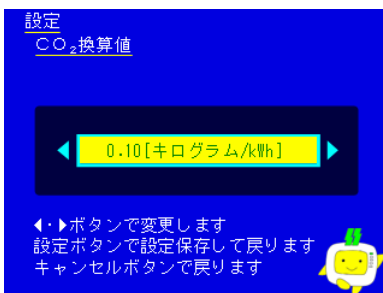 設定
CO₂換算値
0.10[キログラム/kWh]
◀・▶ボタンで変更します
設定ボタンで設定保存して戻ります
キャンセルボタンで戻ります